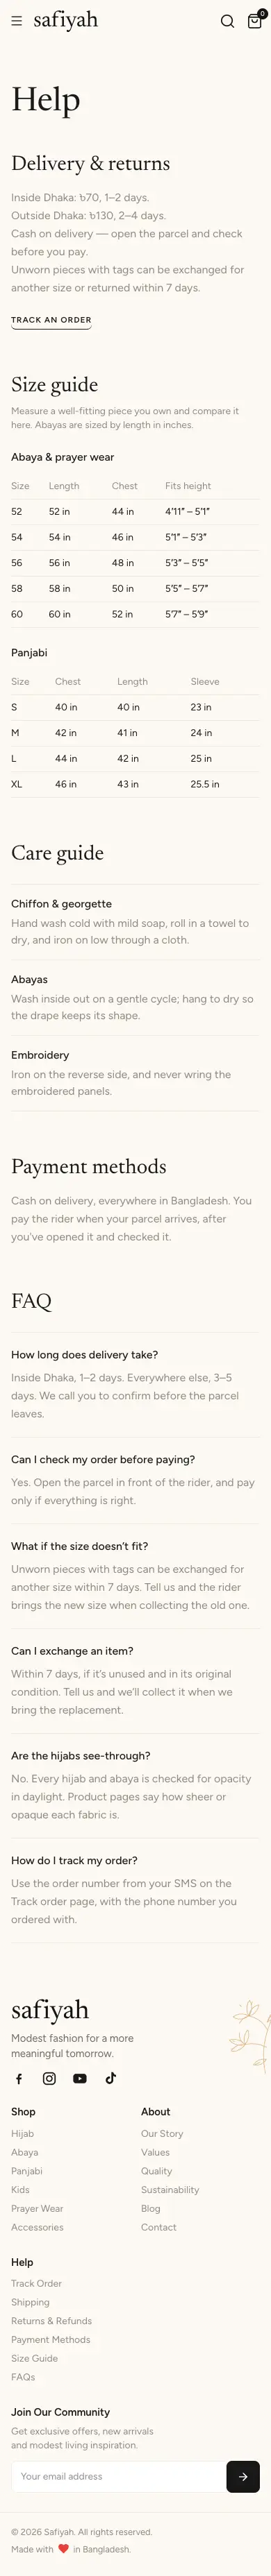 safiyah
0
Help
Delivery & returns
Inside Dhaka: ৳70, 1–2 days.
Outside Dhaka: ৳130, 2–4 days.
Cash on delivery — open the parcel and check
before you pay.
Unworn pieces with tags can be exchanged for
another size or returned within 7 days.
TRACK AN ORDER
Size guide
Measure a well-fitting piece you own and compare it
here. Abayas are sized by length in inches.
Abaya & prayer wear
Size Length Chest Fits height
52 52 in 44 in 4′11″ – 5′1″
54 54 in 46 in 5′1″ – 5′3″
56 56 in 48 in 5′3″ – 5′5″
58 58 in 50 in 5′5″ – 5′7″
60 60 in 52 in 5′7″ – 5′9″
Panjabi
Size Chest Length Sleeve
S 40 in 40 in 23 in
M 42 in 41 in 24 in
L 44 in 42 in 25 in
XL 46 in 43 in 25.5 in
Care guide
Chiffon & georgette
Hand wash cold with mild soap, roll in a towel to
dry, and iron on low through a cloth.
Abayas
Wash inside out on a gentle cycle; hang to dry so
the drape keeps its shape.
Embroidery
Iron on the reverse side, and never wring the
embroidered panels.
Payment methods
Cash on delivery, everywhere in Bangladesh. You
pay the rider when your parcel arrives, after
you've opened it and checked it.
FAQ
How long does delivery take?
Inside Dhaka, 1–2 days. Everywhere else, 3–5
days. We call you to confirm before the parcel
leaves.
Can I check my order before paying?
Yes. Open the parcel in front of the rider, and pay
only if everything is right.
What if the size doesn't fit?
Unworn pieces with tags can be exchanged for
another size within 7 days. Tell us and the rider
brings the new size when collecting the old one.
Can I exchange an item?
Within 7 days, if it's unused and in its original
condition. Tell us and we'll collect it when we
bring the replacement.
Are the hijabs see-through?
No. Every hijab and abaya is checked for opacity
in daylight. Product pages say how sheer or
opaque each fabric is.
How do I track my order?
Use the order number from your SMS on the
Track order page, with the phone number you
ordered with.
safiyah
Modest fashion for a more
meaningful tomorrow.
Shop
Hijab
Abaya
Panjabi
Kids
Prayer Wear
Accessories
About
Our Story
Values
Quality
Sustainability
Blog
Contact
Help
Track Order
Shipping
Returns & Refunds
Payment Methods
Size Guide
FAQs
Join Our Community
Get exclusive offers, new arrivals
and modest living inspiration.
Your email address
© 2026 Safiyah. All rights reserved.
Made with ❤️ in Bangladesh.